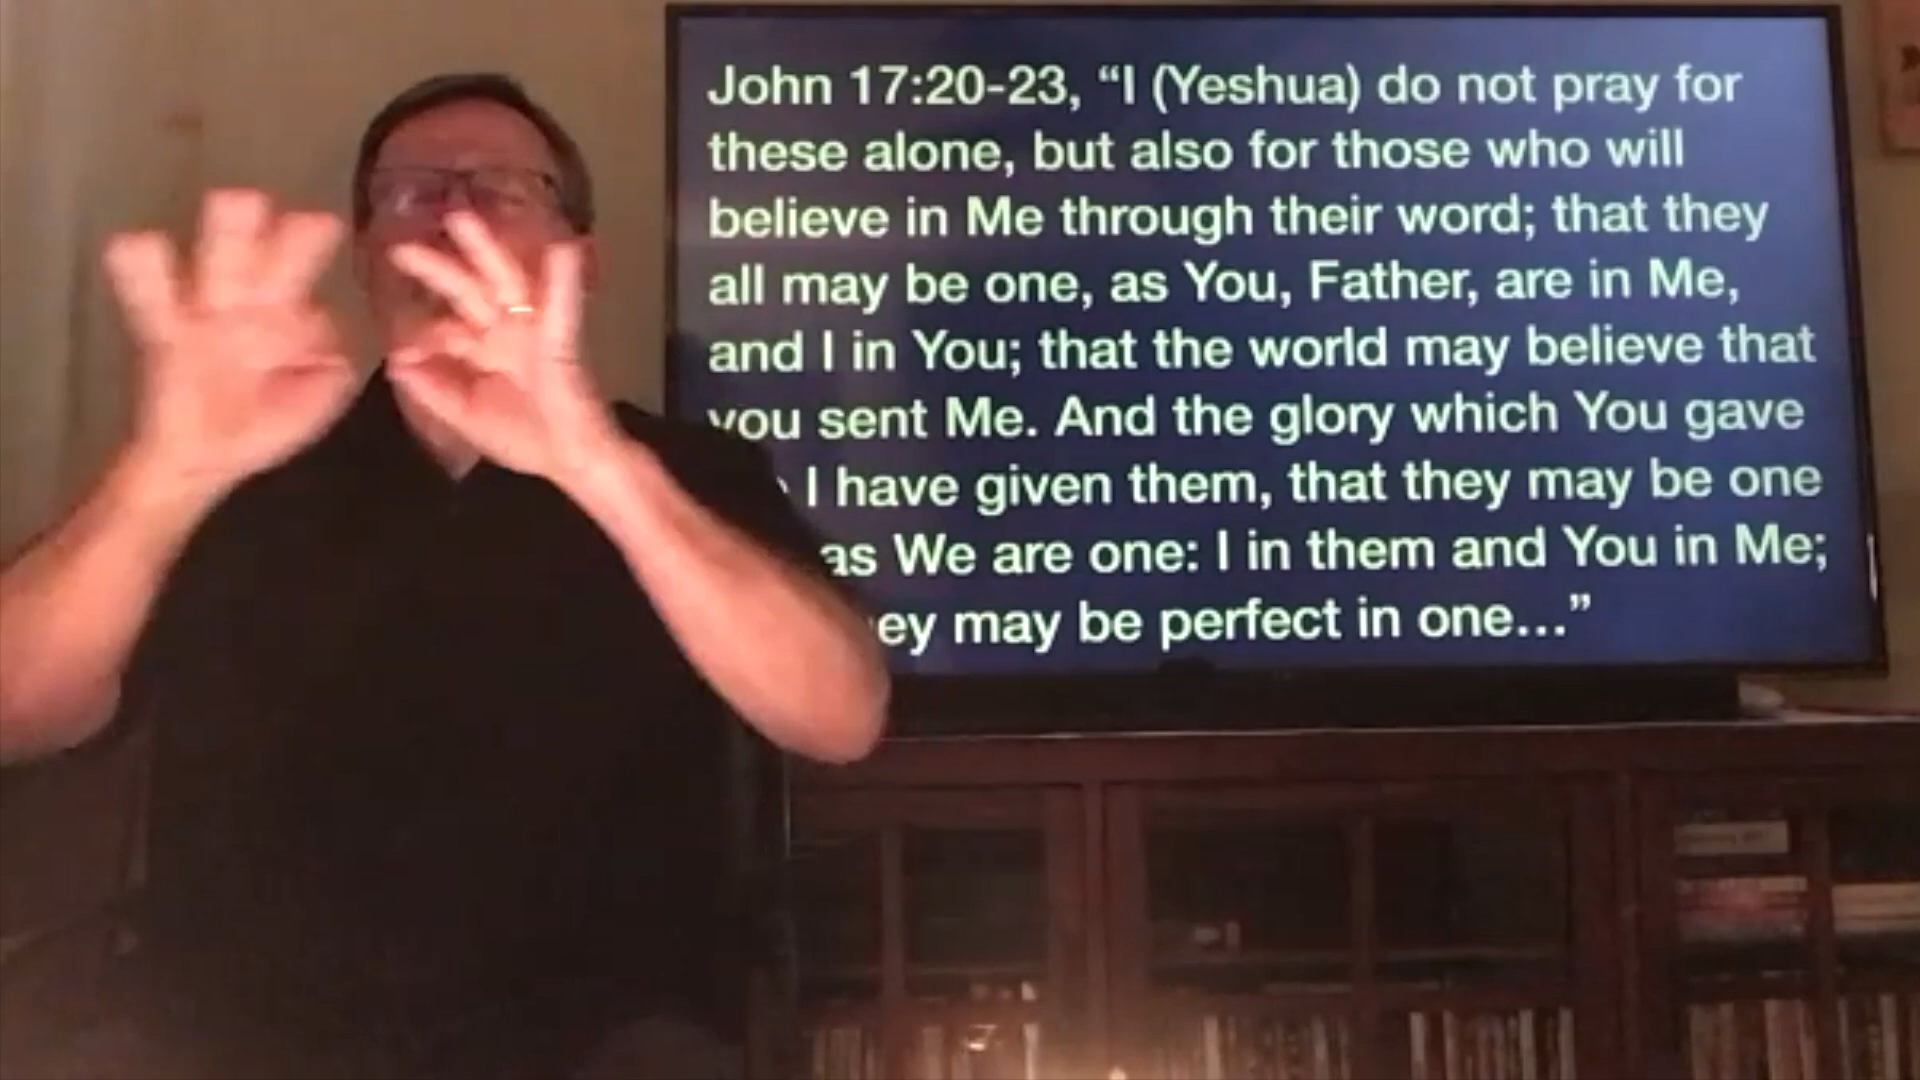 John 17:20-23, “I (Yeshua) do not pray for
these alone, but also for those who will
believe in Me through their word; that they
all may be one, as You, Father, are in Me,
and I in You; that the world may believe that
you sent Me. And the glory which You gave
I have given them, that they may be one
as We are one: I in them and You in Me;
may be perfect in one...”